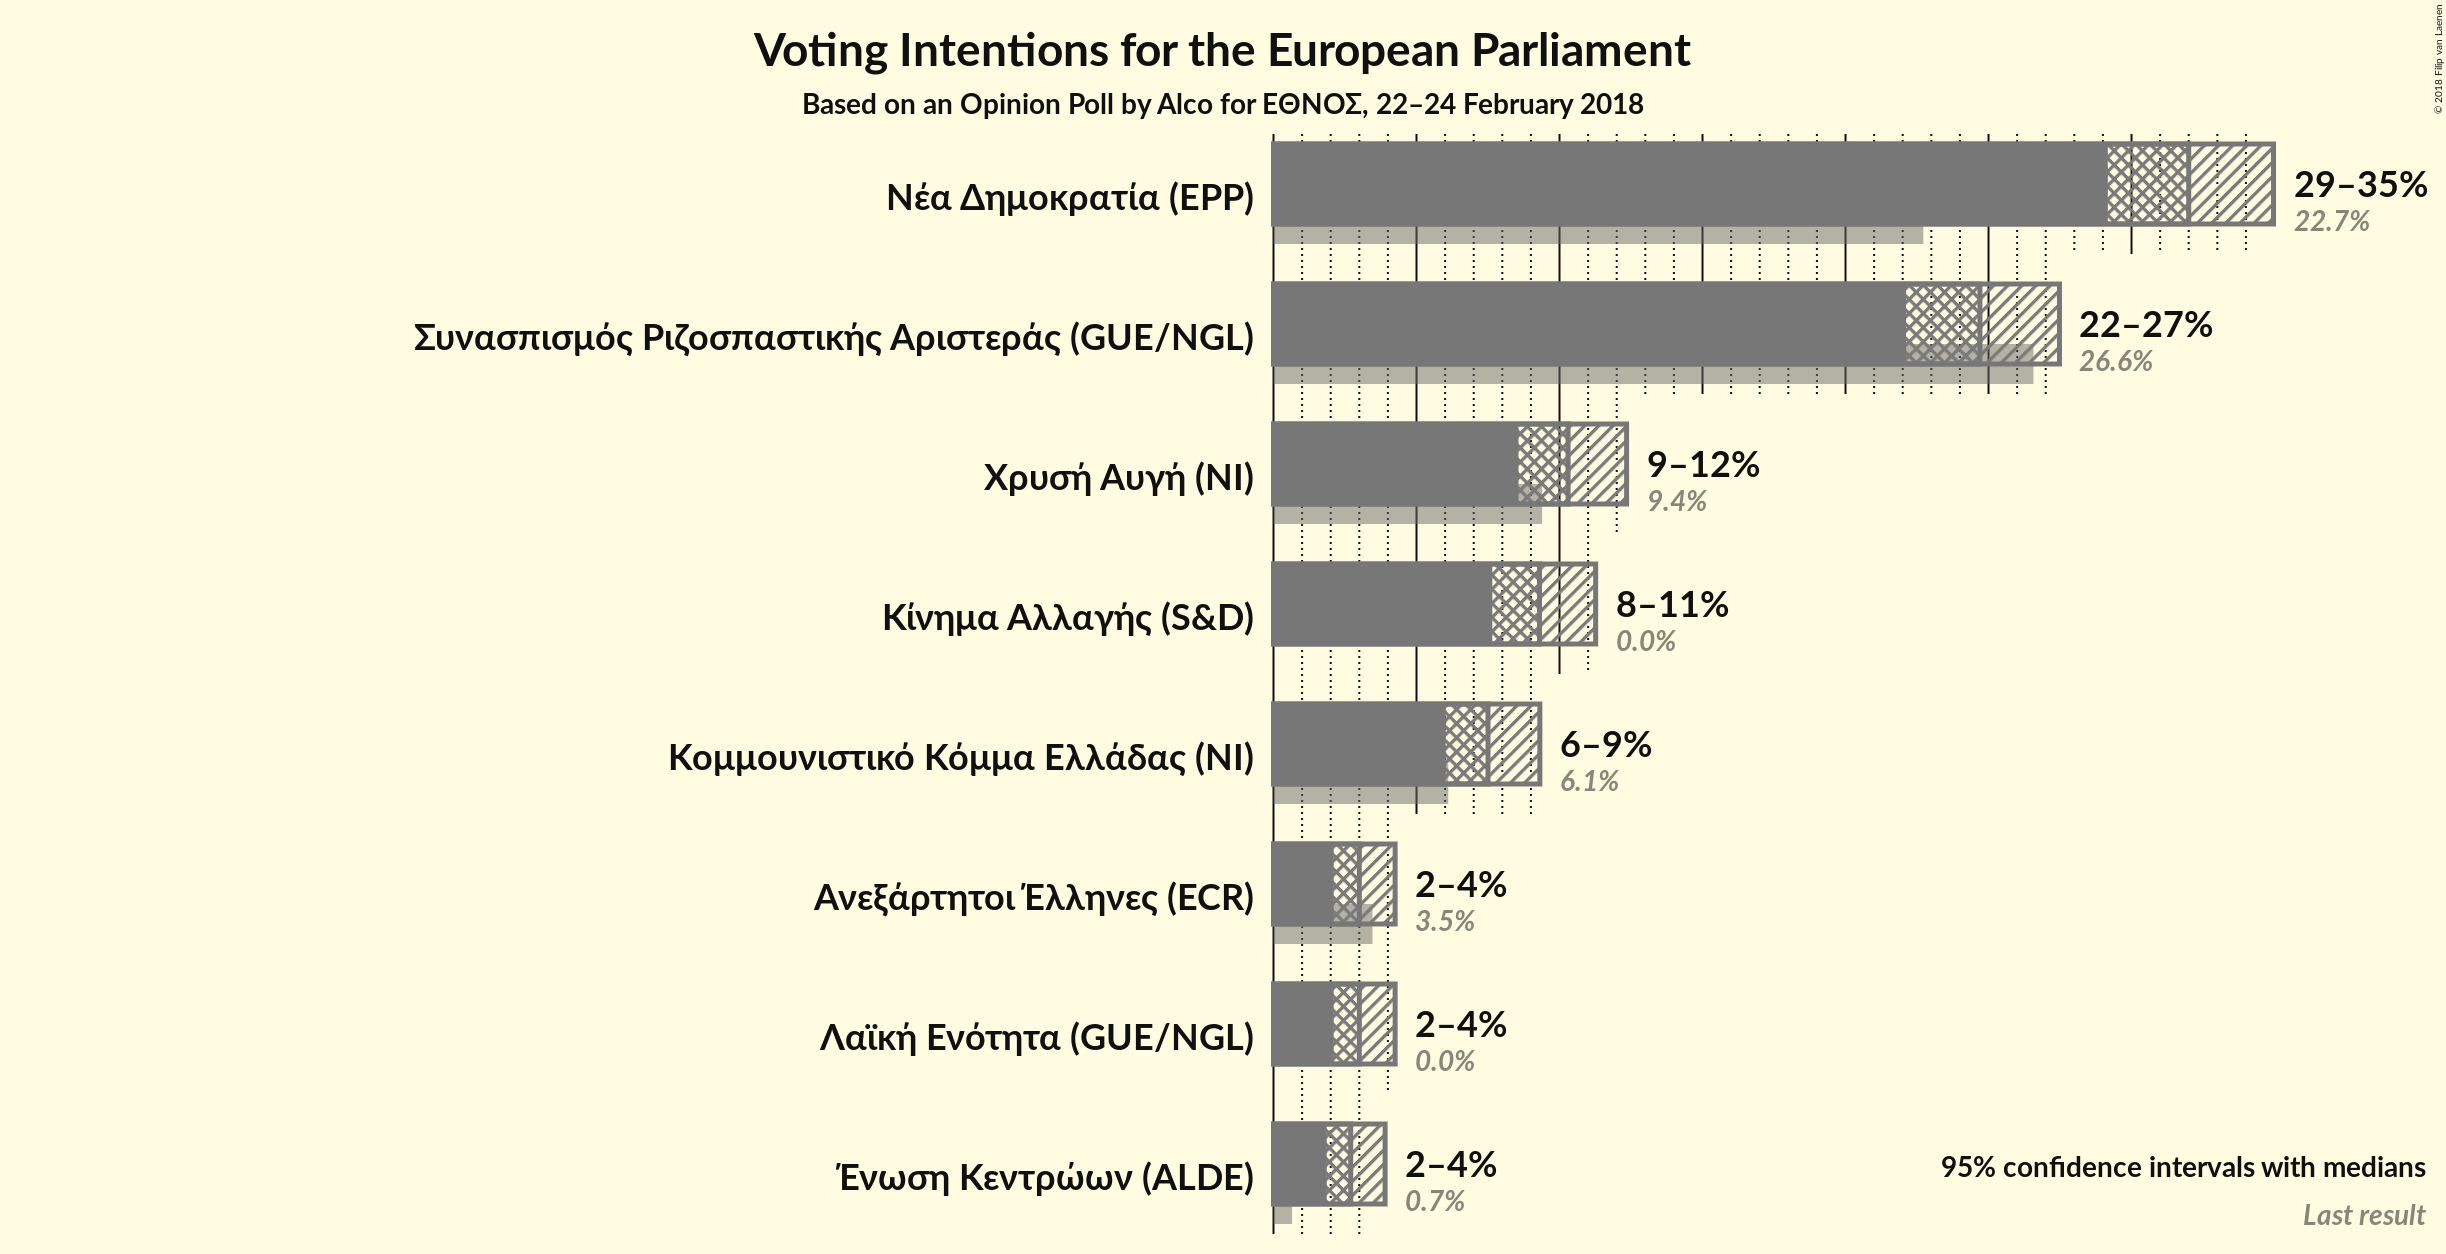 Voting Intentions for the European Parliament
Based on an Opinion Poll by Alco for ΕΘΝΟΣ, 22–24 February 2018
© 2018 Filip van Laenen
Νέα Δημοκρατία (EPP)
29–35%
22.7%
Συνασπισμός Ριζοσπαστικής Αριστεράς (GUE/NGL)
22–27%
26.6%
Χρυσή Αυγή (NI)
9–12%
9.4%
Κίνημα Αλλαγής (S&D)
8–11%
0.0%
Κομμουνιστικό Κόμμα Ελλάδας (NI)
6–9%
6.1%
Ανεξάρτητοι Έλληνες (ECR)
2–4%
3.5%
Λαϊκή Ενότητα (GUE/NGL)
2–4%
0.0%
Ένωση Κεντρώων (ALDE)
2–4%
0.7%
95% confidence intervals with medians
Last result